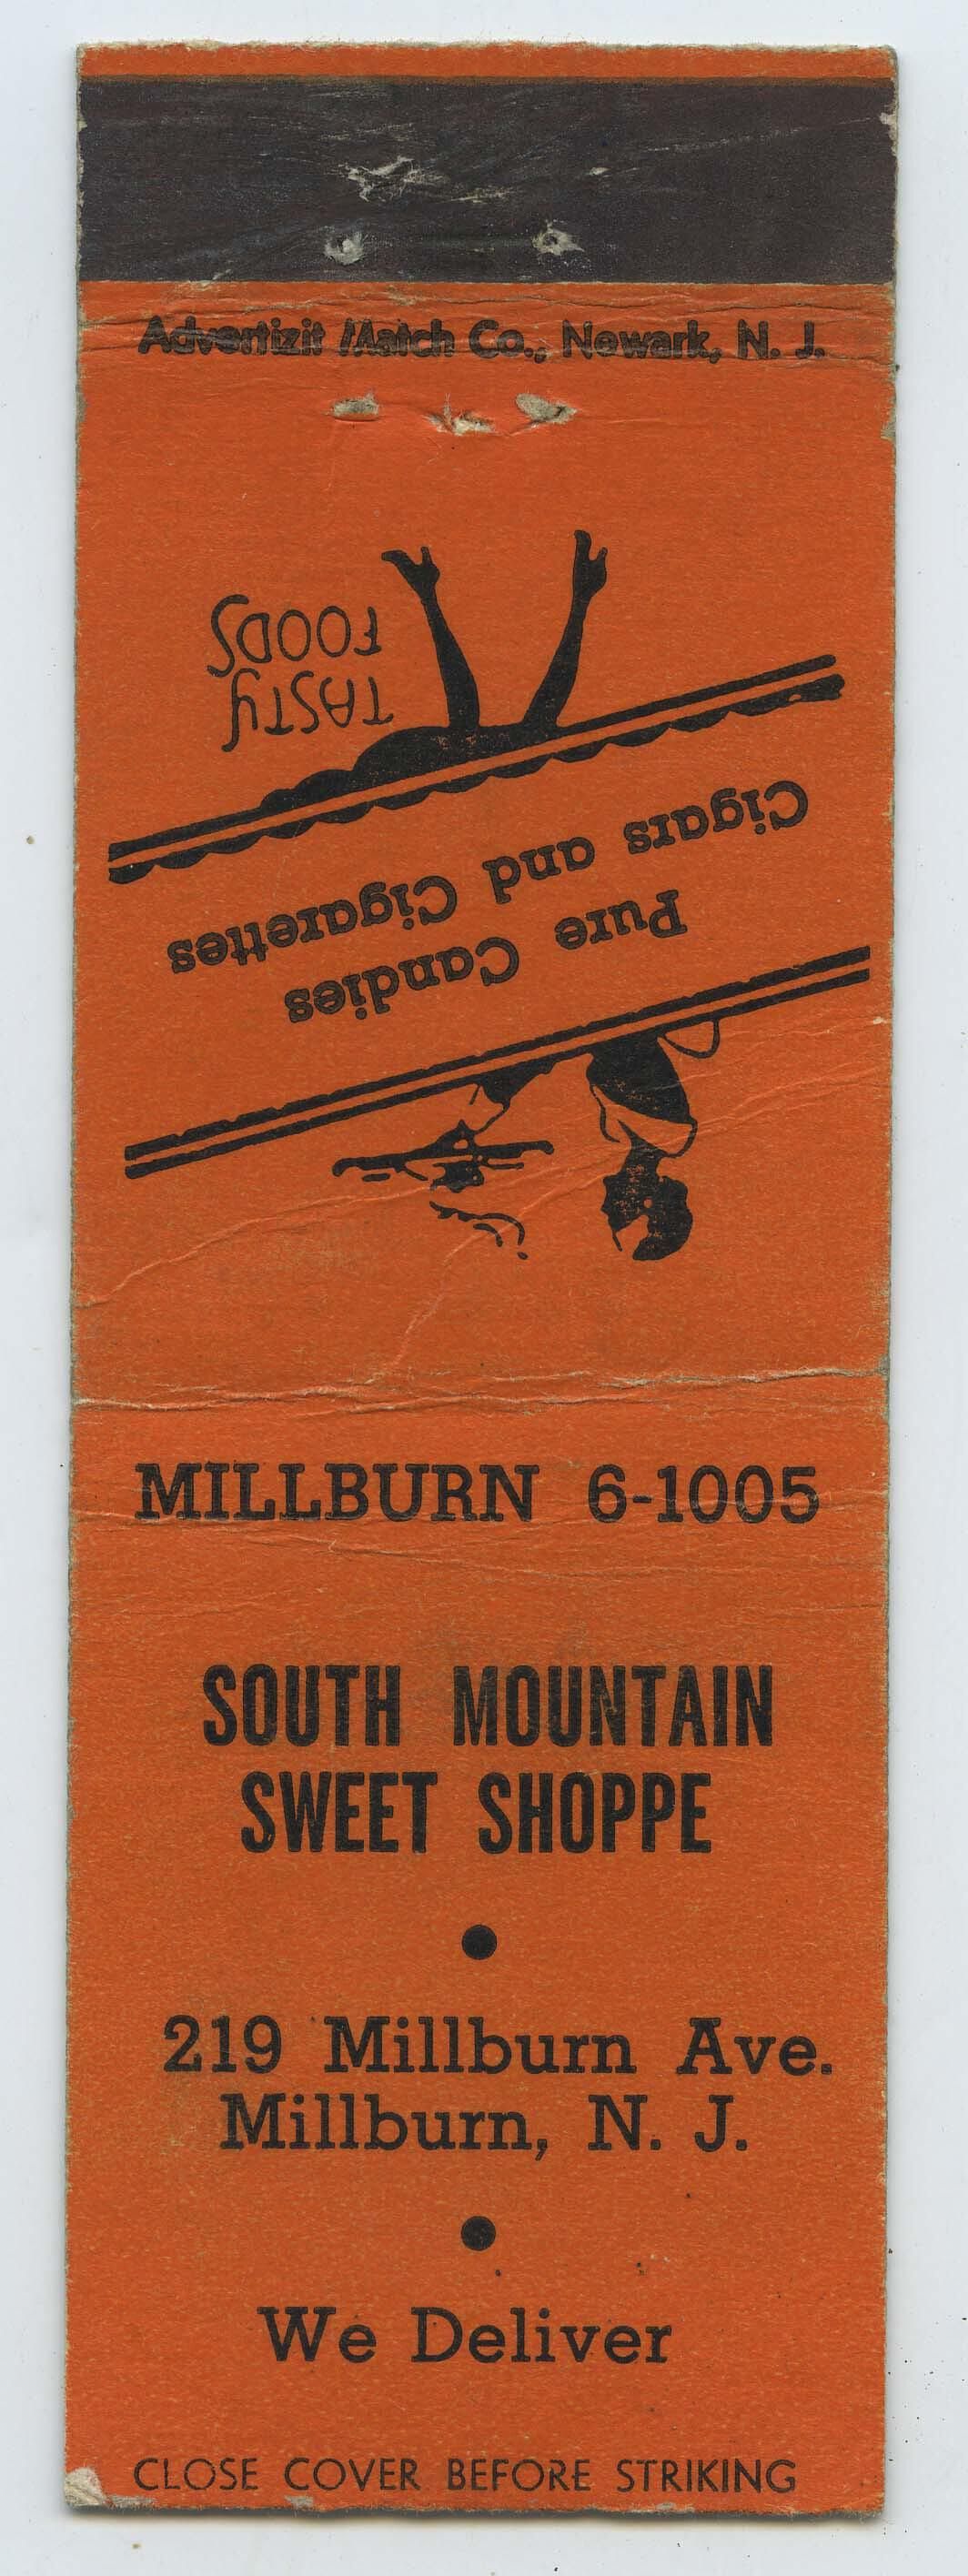 Advertizit Match Co., Newark, N. J.
TASTY
FOODS
Pure Candies
Cigars and Cigarettes
MILLBURN 6-1005
SOUTH MOUNTAIN
SWEET SHOPPE
219 Millburn Ave.
Millburn, N. J.
We Deliver
CLOSE COVER BEFORE STRIKING